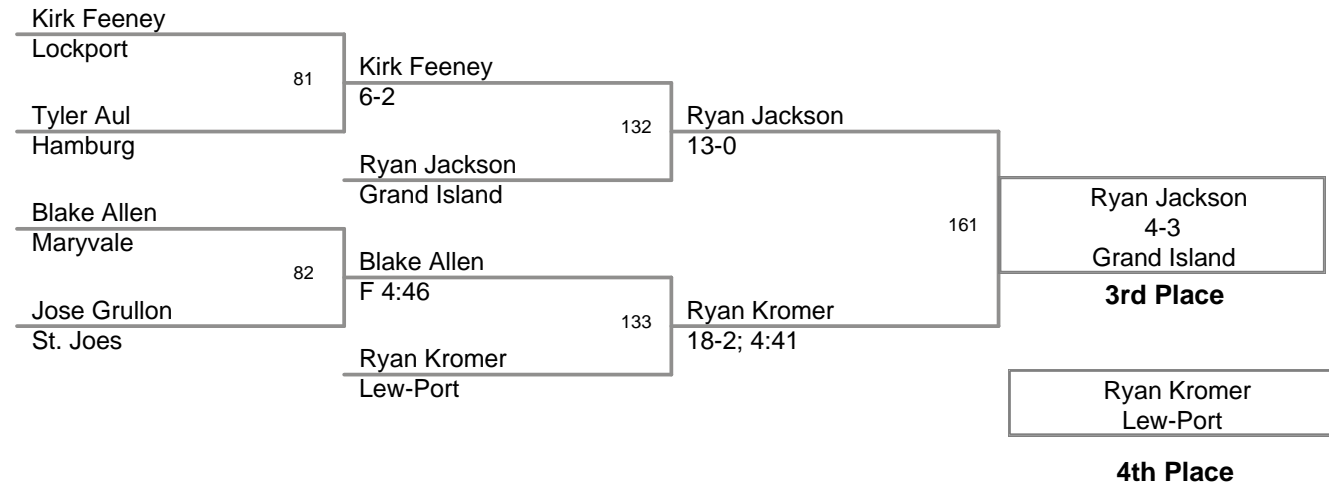 Kirk Feeney
Lockport
81
Kirk Feeney
6-2
Tyler Aul
Hamburg
132
Ryan Jackson
13-0
Ryan Jackson
Grand Island
Blake Allen
Maryvale
161
Ryan Jackson
4-3
Grand Island
3rd Place
82
Blake Allen
F 4:46
Jose Grullon
St. Joes
133
Ryan Kromer
18-2; 4:41
Ryan Kromer
Lew-Port
Ryan Kromer
Lew-Port
4th Place